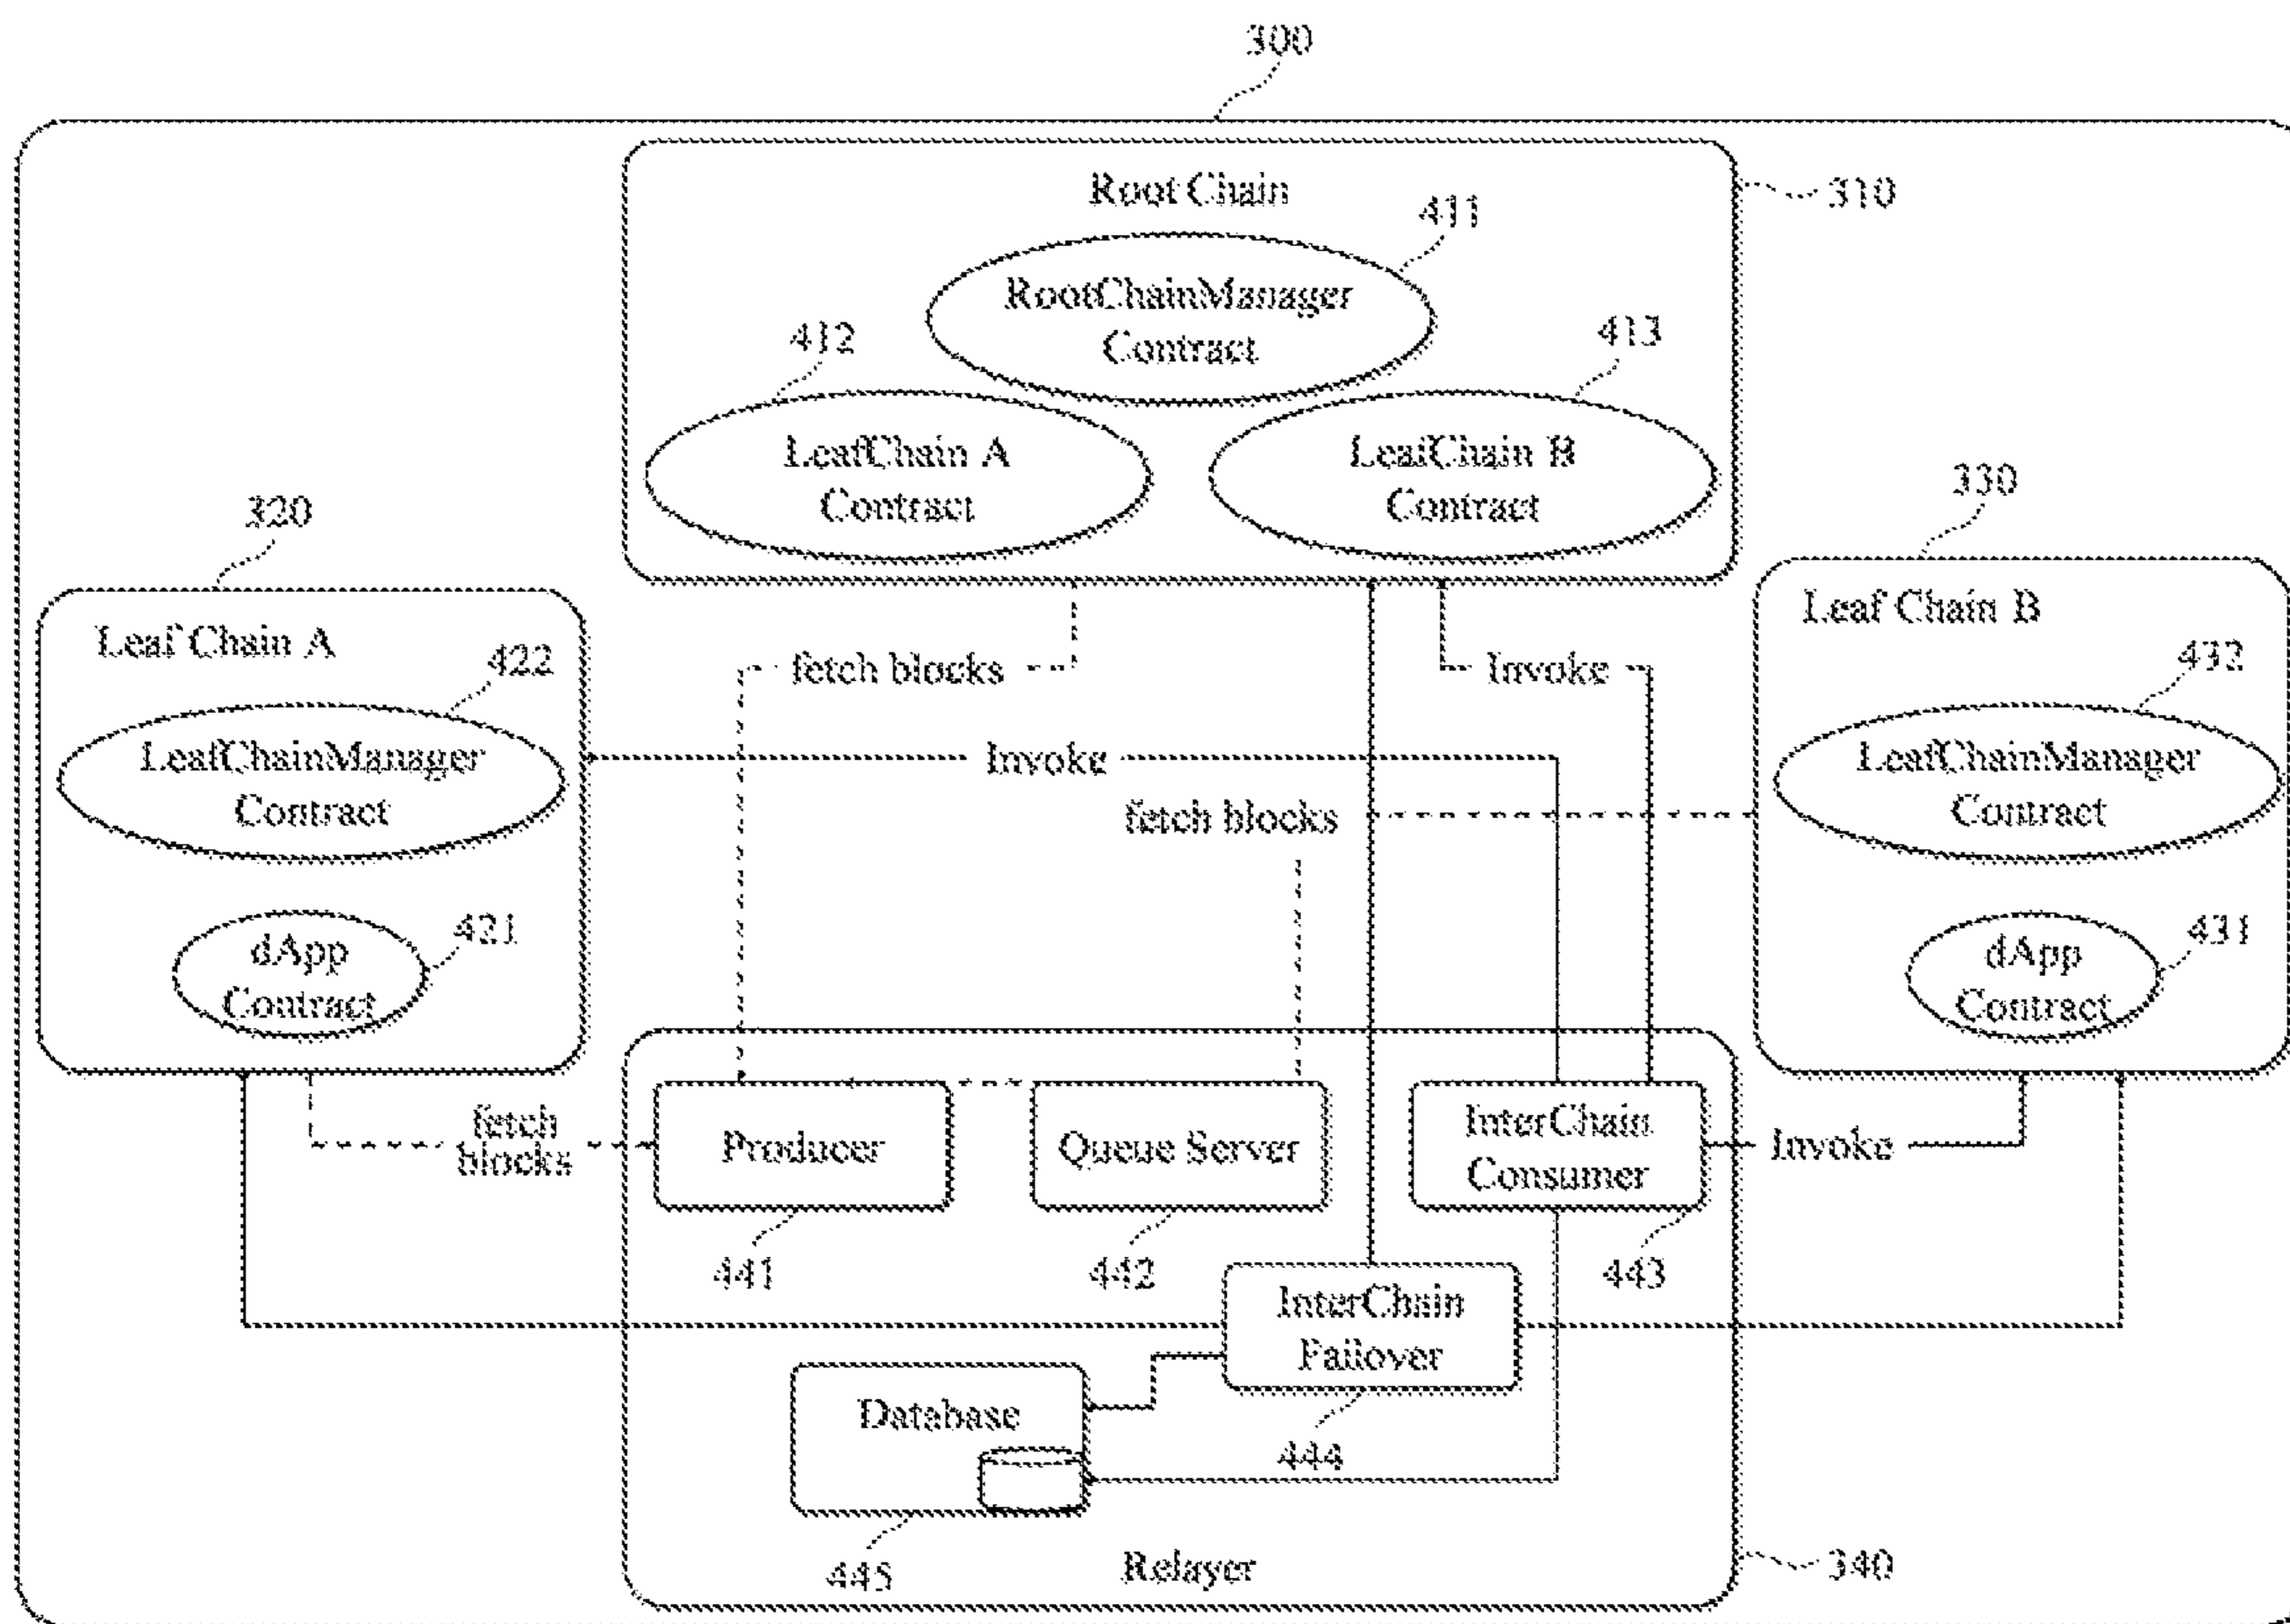 300
Root Chain
310
411
RootChainManager
Contract
412
413
LeafChain A
Contract
LeafChain B
Contract
320
330
Leaf Chain A
422
LeafChainManager
Contract
421
dApp
Contract
Leaf Chain B
432
LeafChainManager
Contract
431
dApp
Contract
fetch blocks
Invoke
Invoke
fetch blocks
fetch
blocks
Producer
Queue Server
InterChain
Consumer
Invoke
441
442
443
InterChain
Failover
444
Database
445
Relayer
340